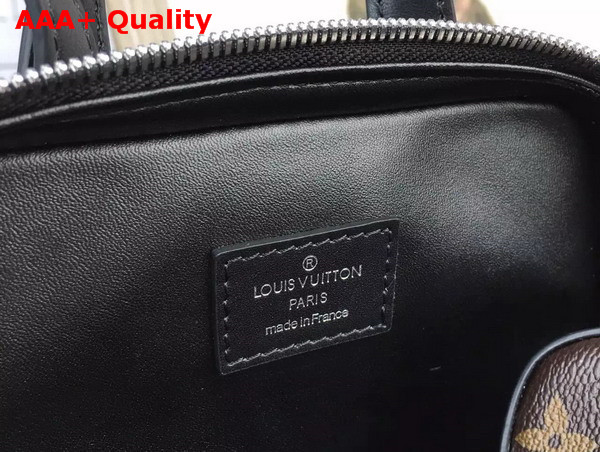 AAA+ Quality
®
LOUIS VUITTON
PARIS
made in France